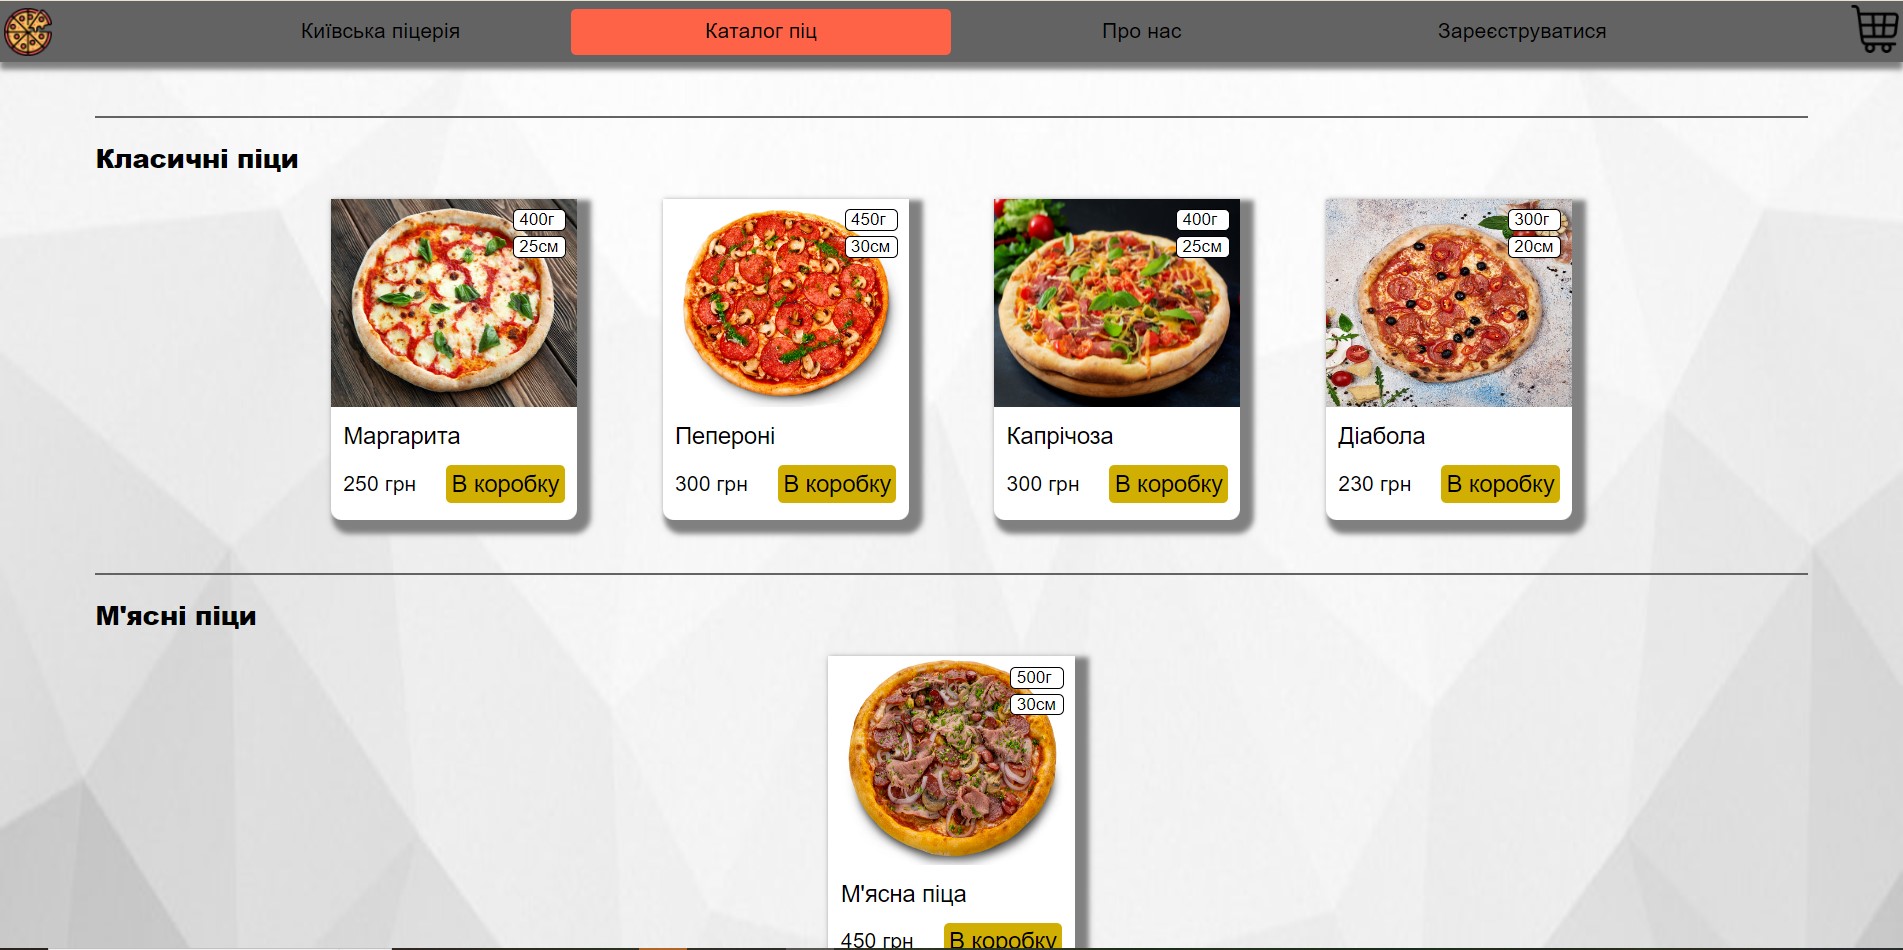 Київська піцерія
Каталог піц
Про нас
Зареєструватися
Класичні піци
400г
25см
Маргарита
250 грн
В коробку
450г
30см
Пепероні
300 грн
В коробку
400г
25см
Капрічоза
300 грн
В коробку
300г
20см
Діабола
230 грн
В коробку
М'ясні піци
500г
30см
М'ясна піца
450 грн
В коробку